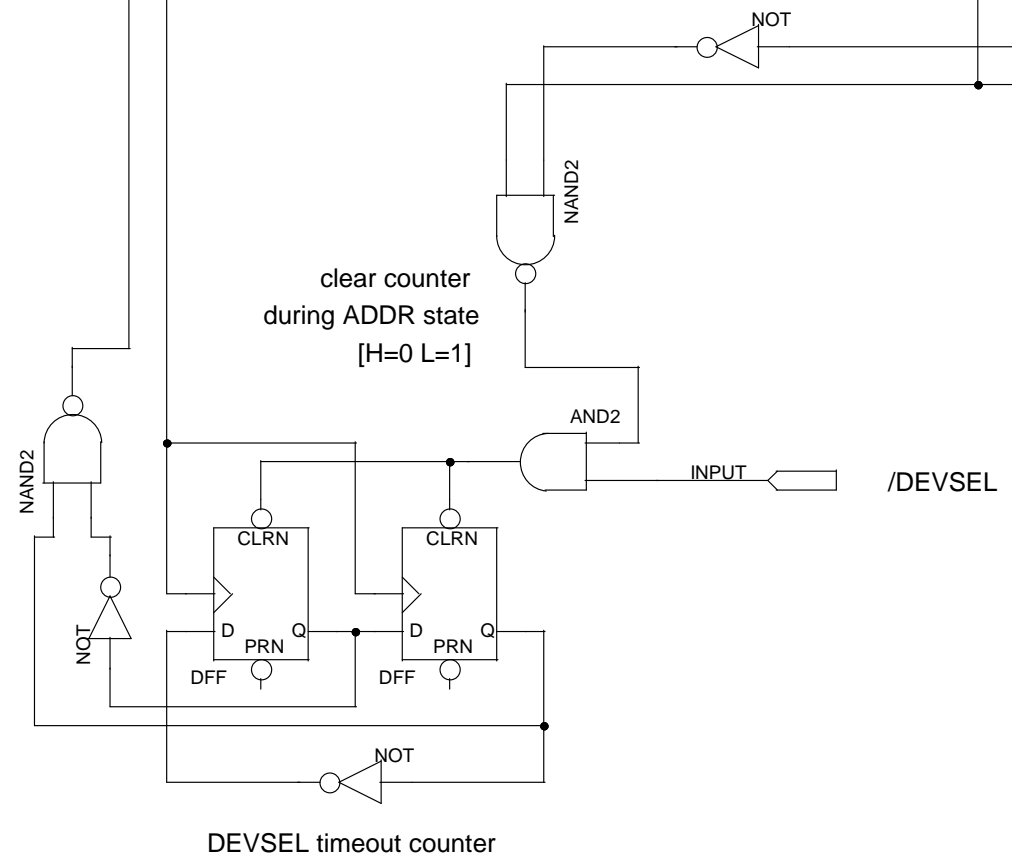 NOT
NAND2
clear counter
during ADDR state
[H=0 L=1]
AND2
NAND2
INPUT
/DEVSEL
CLRN
CLRN
D
Q
D
Q
NOT
PRN
PRN
DFF
DFF
NOT
DEVSEL timeout counter